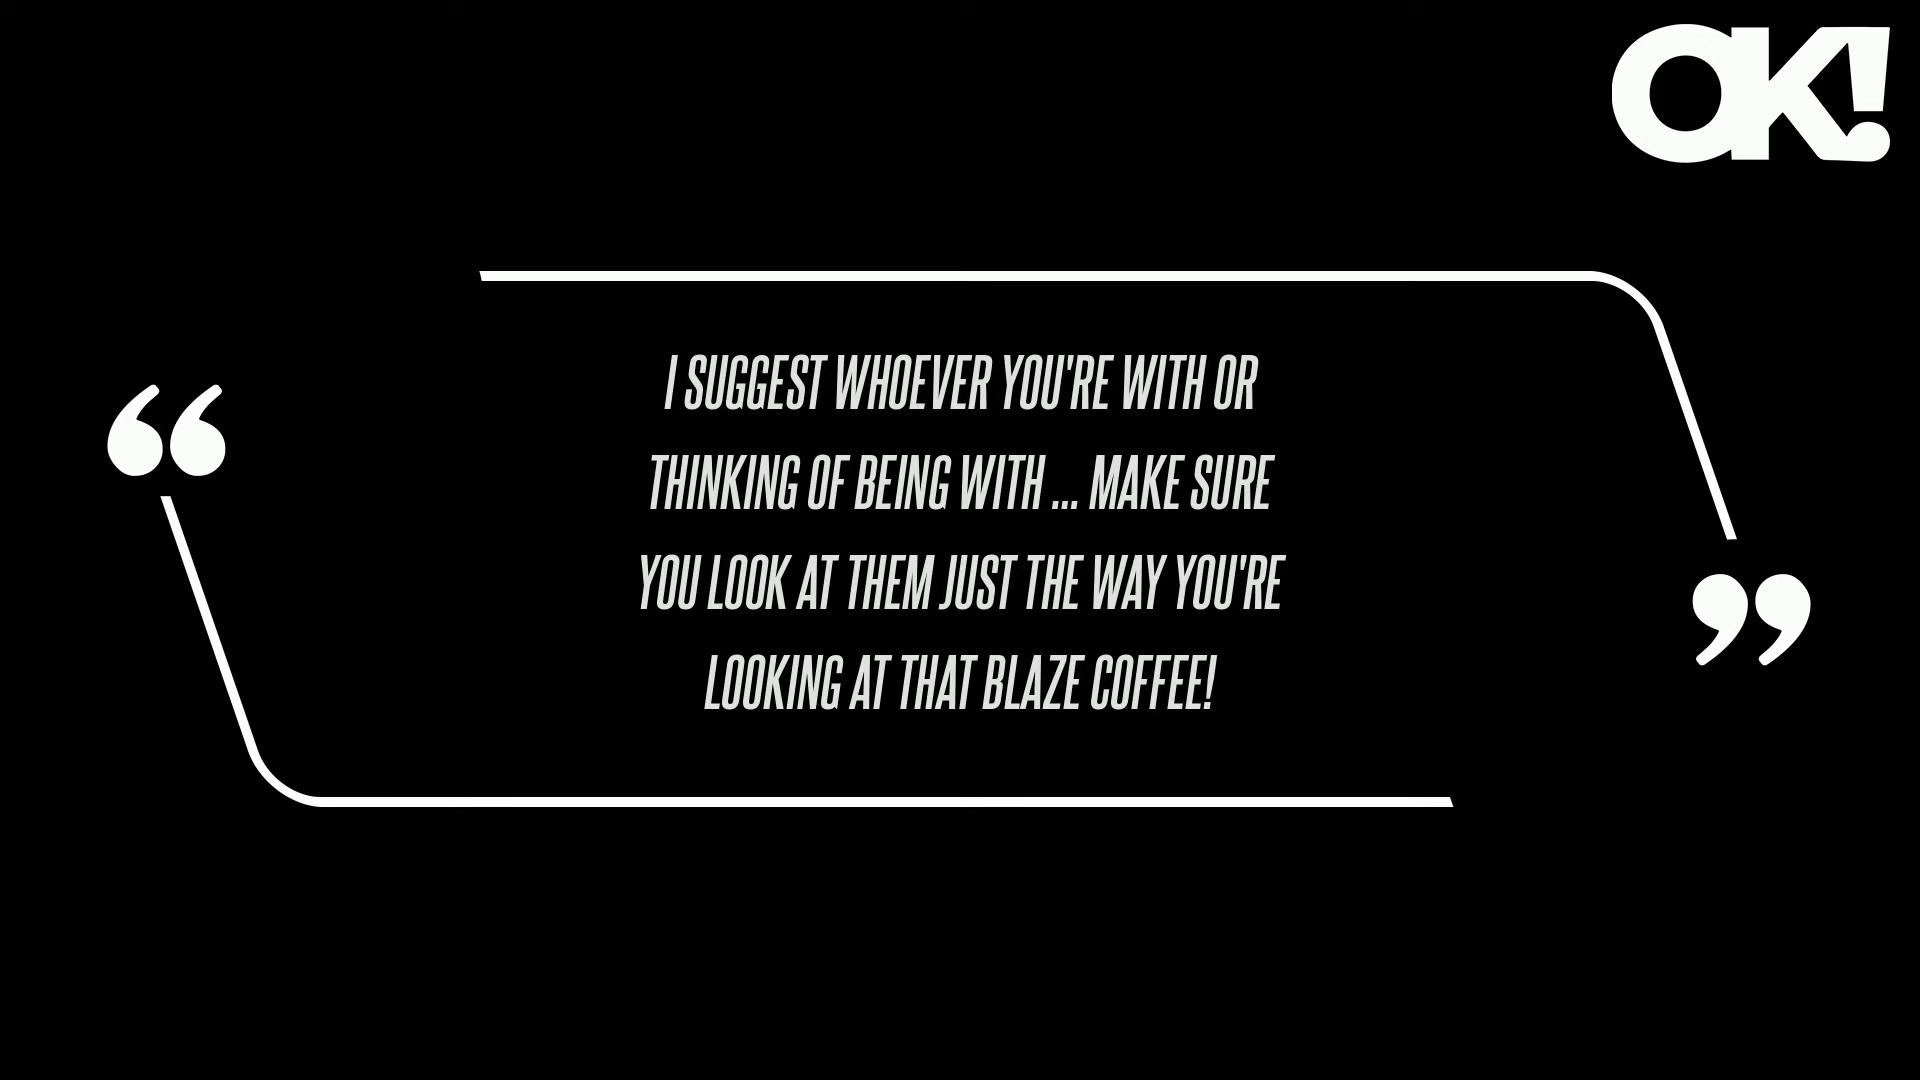 OK!
“
I SUGGEST WHOEVER YOU'RE WITH OR
THINKING OF BEING WITH ... MAKE SURE
YOU LOOK AT THEM JUST THE WAY YOU'RE
LOOKING AT THAT BLAZE COFFEE!
”